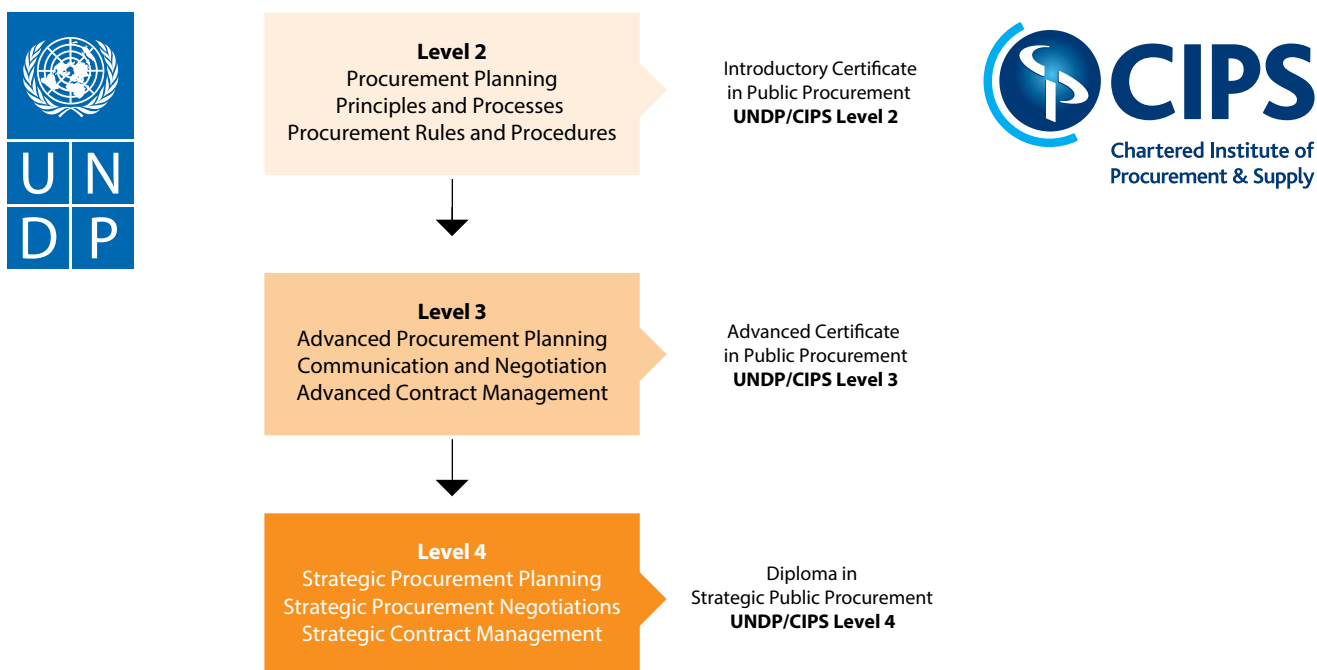 UN
DP
Level 2
Procurement Planning
Principles and Processes
Procurement Rules and Procedures
Introductory Certificate
in Public Procurement
UNDP/CIPS Level 2
CIPS
Chartered Institute of
Procurement & Supply
Level 3
Advanced Procurement Planning
Communication and Negotiation
Advanced Contract Management
Advanced Certificate
in Public Procurement
UNDP/CIPS Level 3
Level 4
Strategic Procurement Planning
Strategic Procurement Negotiations
Strategic Contract Management
Diploma in
Strategic Public Procurement
UNDP/CIPS Level 4